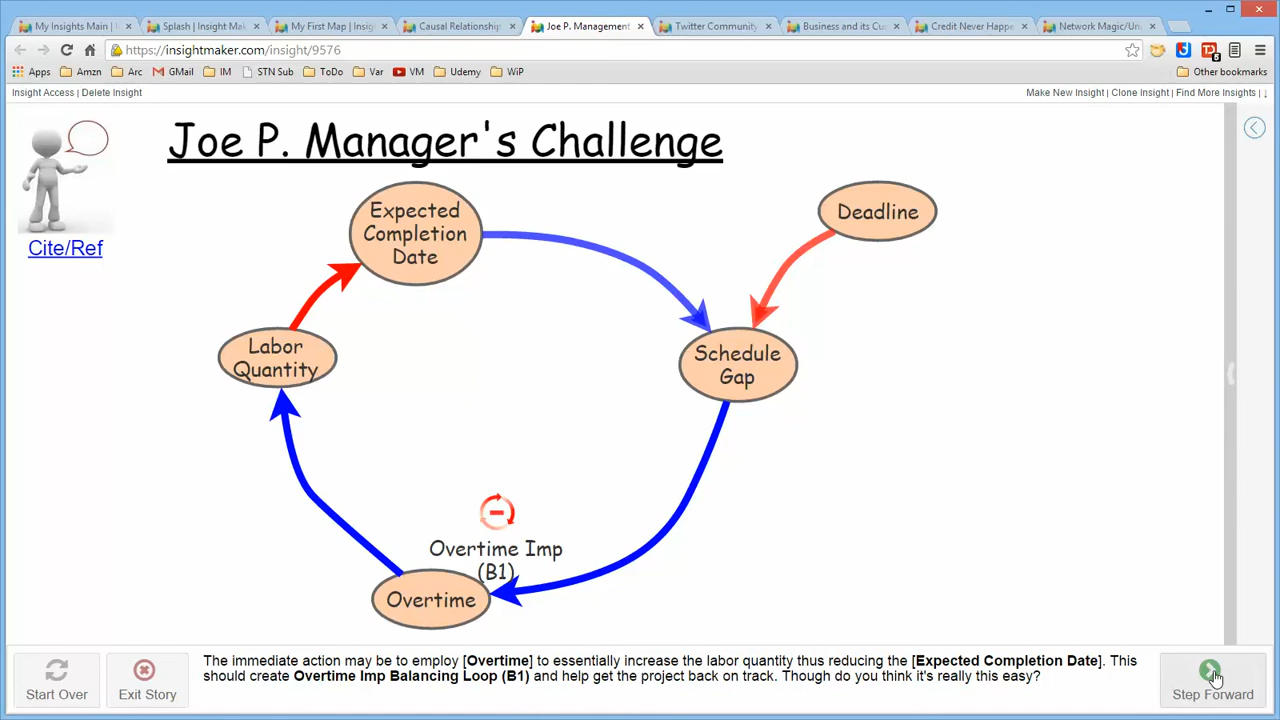 My Insights Main |
Splash | Insight Mak
My First Map | Insigh
Causal Relationship
Joe P. Management
Twitter Community
Business and its Cu
Credit Never Happe
Network Magic/Un
https://insightmaker.com/insight/9576
Apps Amzn Arc GMail IM STN Sub ToDo Var VM Udemy WiP Other bookmarks
Insight Access | Delete Insight Make New Insight | Clone Insight | Find More Insights | ↓
Joe P. Manager's Challenge
Cite/Ref
Expected
Completion
Date
Deadline
Labor
Quantity
Schedule
Gap
Overtime Imp
(B1)
Overtime
Start Over
Exit Story
The immediate action may be to employ [Overtime] to essentially increase the labor quantity thus reducing the [Expected Completion Date]. This
should create Overtime Imp Balancing Loop (B1) and help get the project back on track. Though do you think it's really this easy?
Step Forward